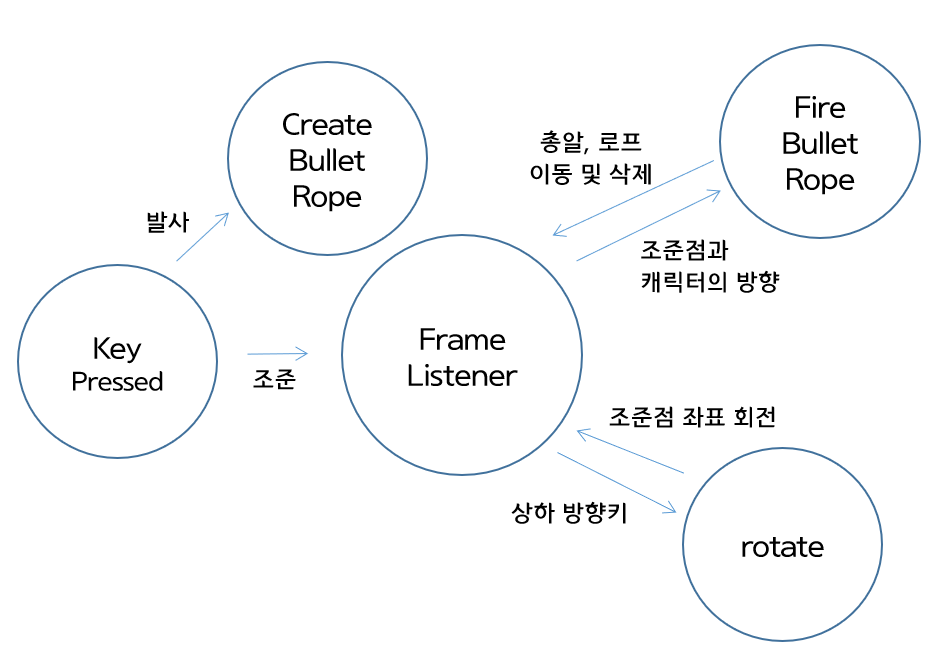 Create
Bullet
Rope
Fire
Bullet
Rope
총알, 로프
이동 및 삭제
발사
조준점과
캐릭터의 방향
Key
Pressed
조준
Frame
Listener
조준점 좌표 회전
상하 방향키
rotate